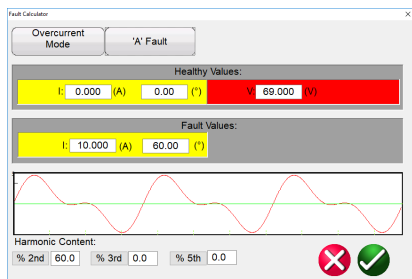 Fault Calculator
Overcurrent Mode
'A' Fault
Healthy Values:
I: 0.000 (A) 0.00 (°) V: 69.000 (V)
Fault Values:
I: 10.000 (A) 60.00 (°)
Harmonic Content:
% 2nd 60.0 % 3rd 0.0 % 5th 0.0